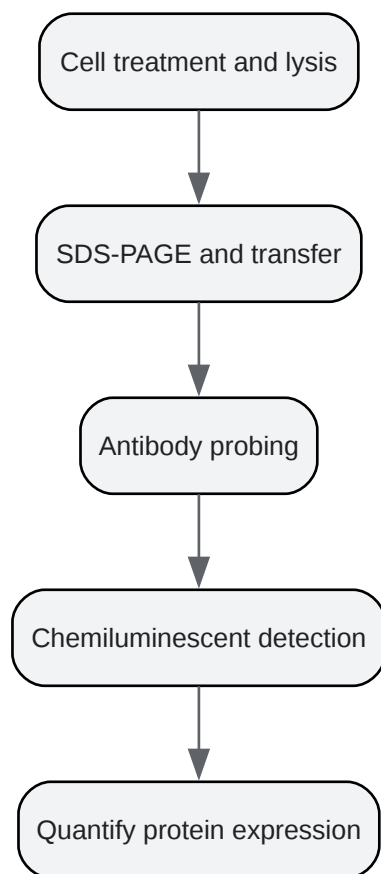 Cell treatment and lysis
SDS-PAGE and transfer
Antibody probing
Chemiluminescent detection
Quantify protein expression